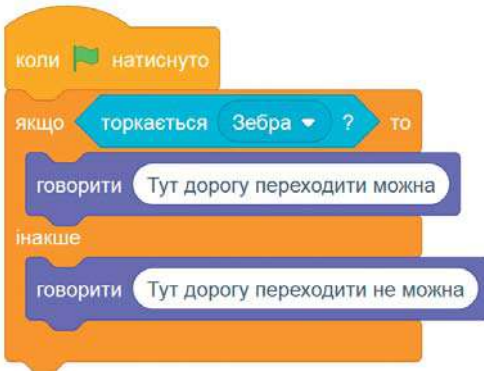 коли натиснуто
якщо торкається Зебра ? то
говорити Тут дорогу переходити можна
інакше
говорити Тут дорогу переходити не можна